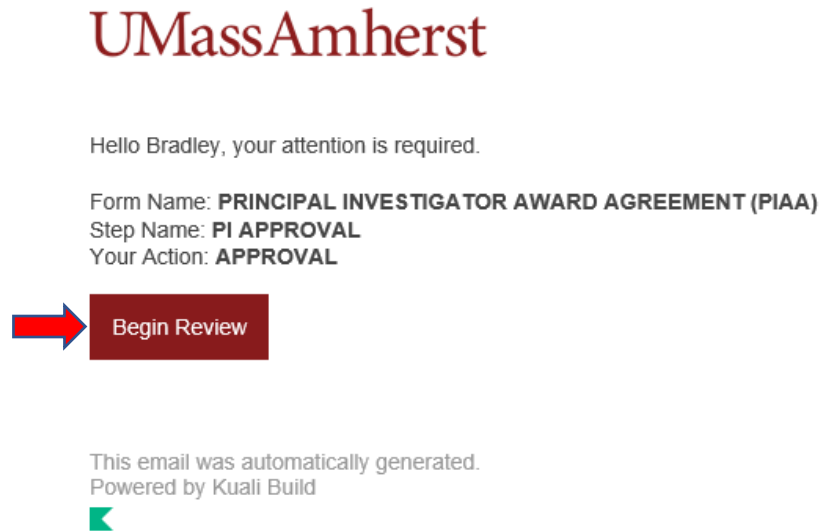 UMassAmherst
Hello Bradley, your attention is required.
Form Name: PRINCIPAL INVESTIGATOR AWARD AGREEMENT (PIAA)
Step Name: PI APPROVAL
Your Action: APPROVAL
Begin Review
This email was automatically generated.
Powered by Kuali Build